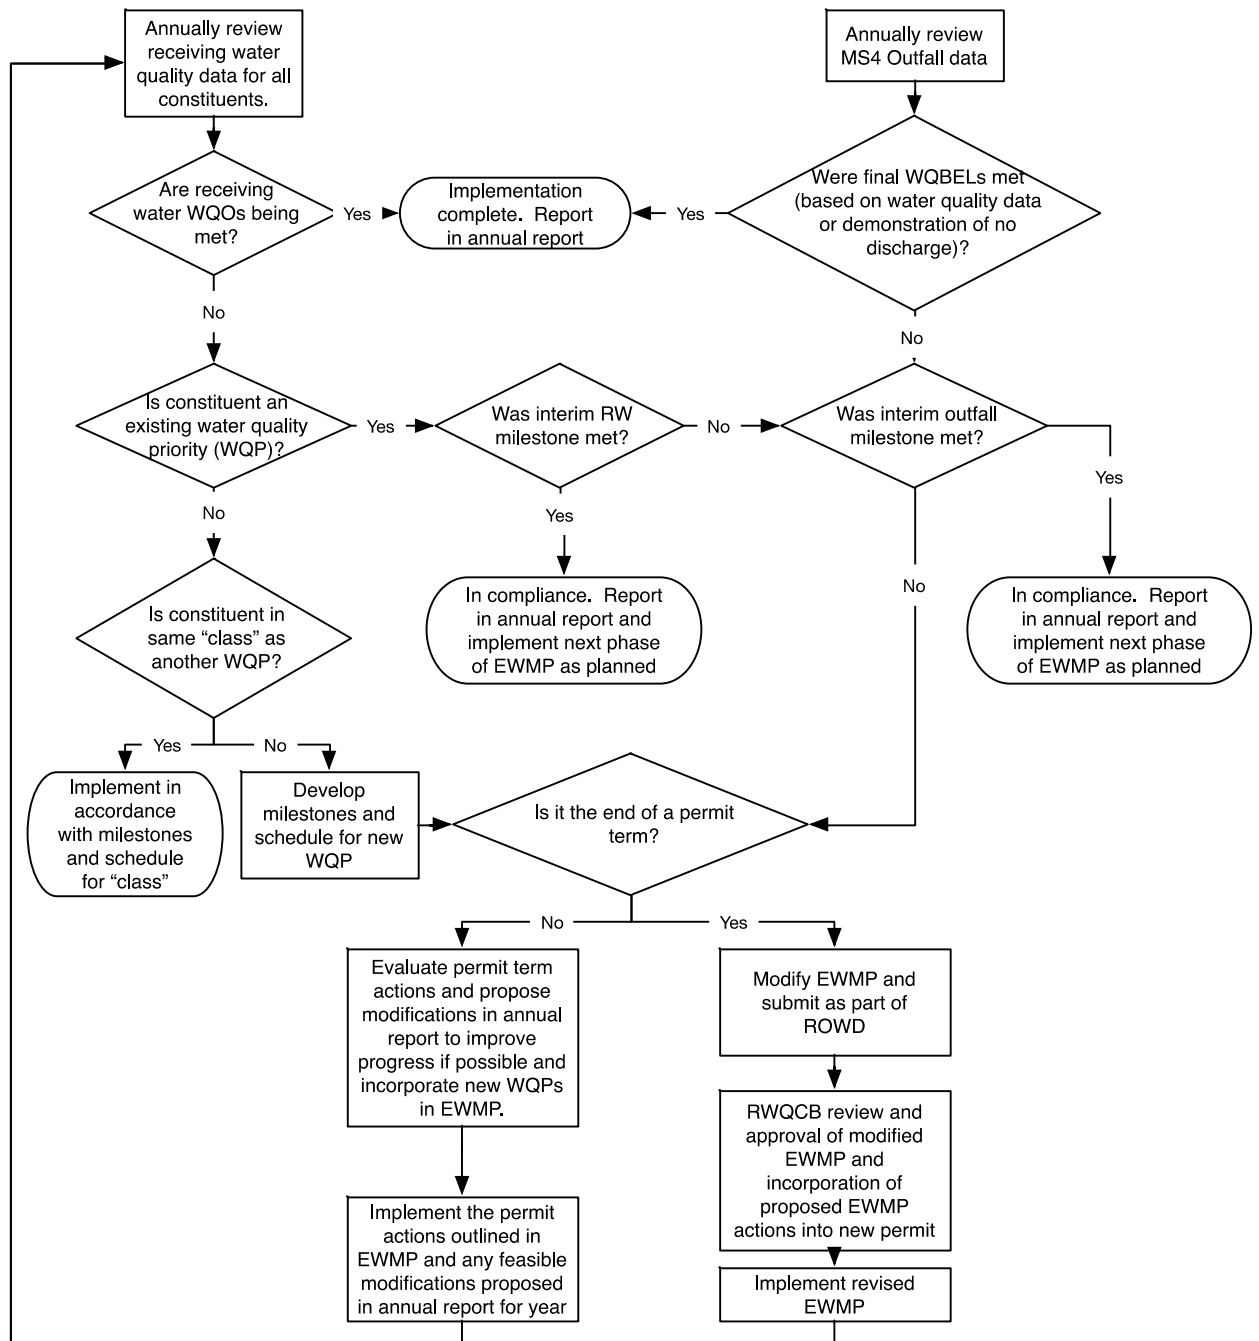 Annually review
receiving water
quality data for all
constituents.
Annually review
MS4 Outfall data
Are receiving
water WQOs being
met?
Yes
Implementation
complete. Report
in annual report
Yes
Were final WQBELs met
(based on water quality data
or demonstration of no
discharge)?
No
No
Is constituent an
existing water quality
priority (WQP)?
Yes
Was interim RW
milestone met?
No
Was interim outfall
milestone met?
Yes
No
Yes
No
Is constituent in
same “class” as
another WQP?
In compliance. Report
in annual report and
implement next phase
of EWMP as planned
In compliance. Report
in annual report and
implement next phase
of EWMP as planned
Yes
No
Implement in
accordance
with milestones
and schedule
for “class”
Develop
milestones and
schedule for new
WQP
Is it the end of a permit
term?
No
Yes
Evaluate permit term
actions and propose
modifications in annual
report to improve
progress if possible and
incorporate new WQPs
in EWMP.
Modify EWMP and
submit as part of
ROWD
RWQCB review and
approval of modified
EWMP and
incorporation of
proposed EWMP
actions into new permit
Implement the permit
actions outlined in
EWMP and any feasible
modifications proposed
in annual report for year
Implement revised
EWMP